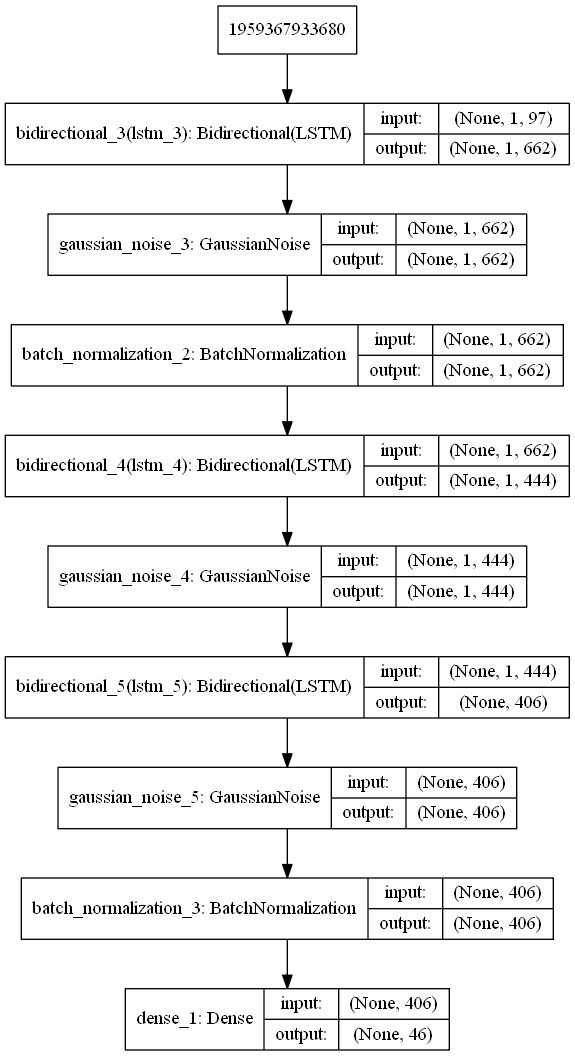 1959367933680
bidirectional_3(lstm_3): Bidirectional(LSTM)
input: (None, 1, 97)
output: (None, 1, 662)
gaussian_noise_3: GaussianNoise
input: (None, 1, 662)
output: (None, 1, 662)
batch_normalization_2: BatchNormalization
input: (None, 1, 662)
output: (None, 1, 662)
bidirectional_4(lstm_4): Bidirectional(LSTM)
input: (None, 1, 662)
output: (None, 1, 444)
gaussian_noise_4: GaussianNoise
input: (None, 1, 444)
output: (None, 1, 444)
bidirectional_5(lstm_5): Bidirectional(LSTM)
input: (None, 1, 444)
output: (None, 406)
gaussian_noise_5: GaussianNoise
input: (None, 406)
output: (None, 406)
batch_normalization_3: BatchNormalization
input: (None, 406)
output: (None, 406)
dense_1: Dense
input: (None, 406)
output: (None, 46)